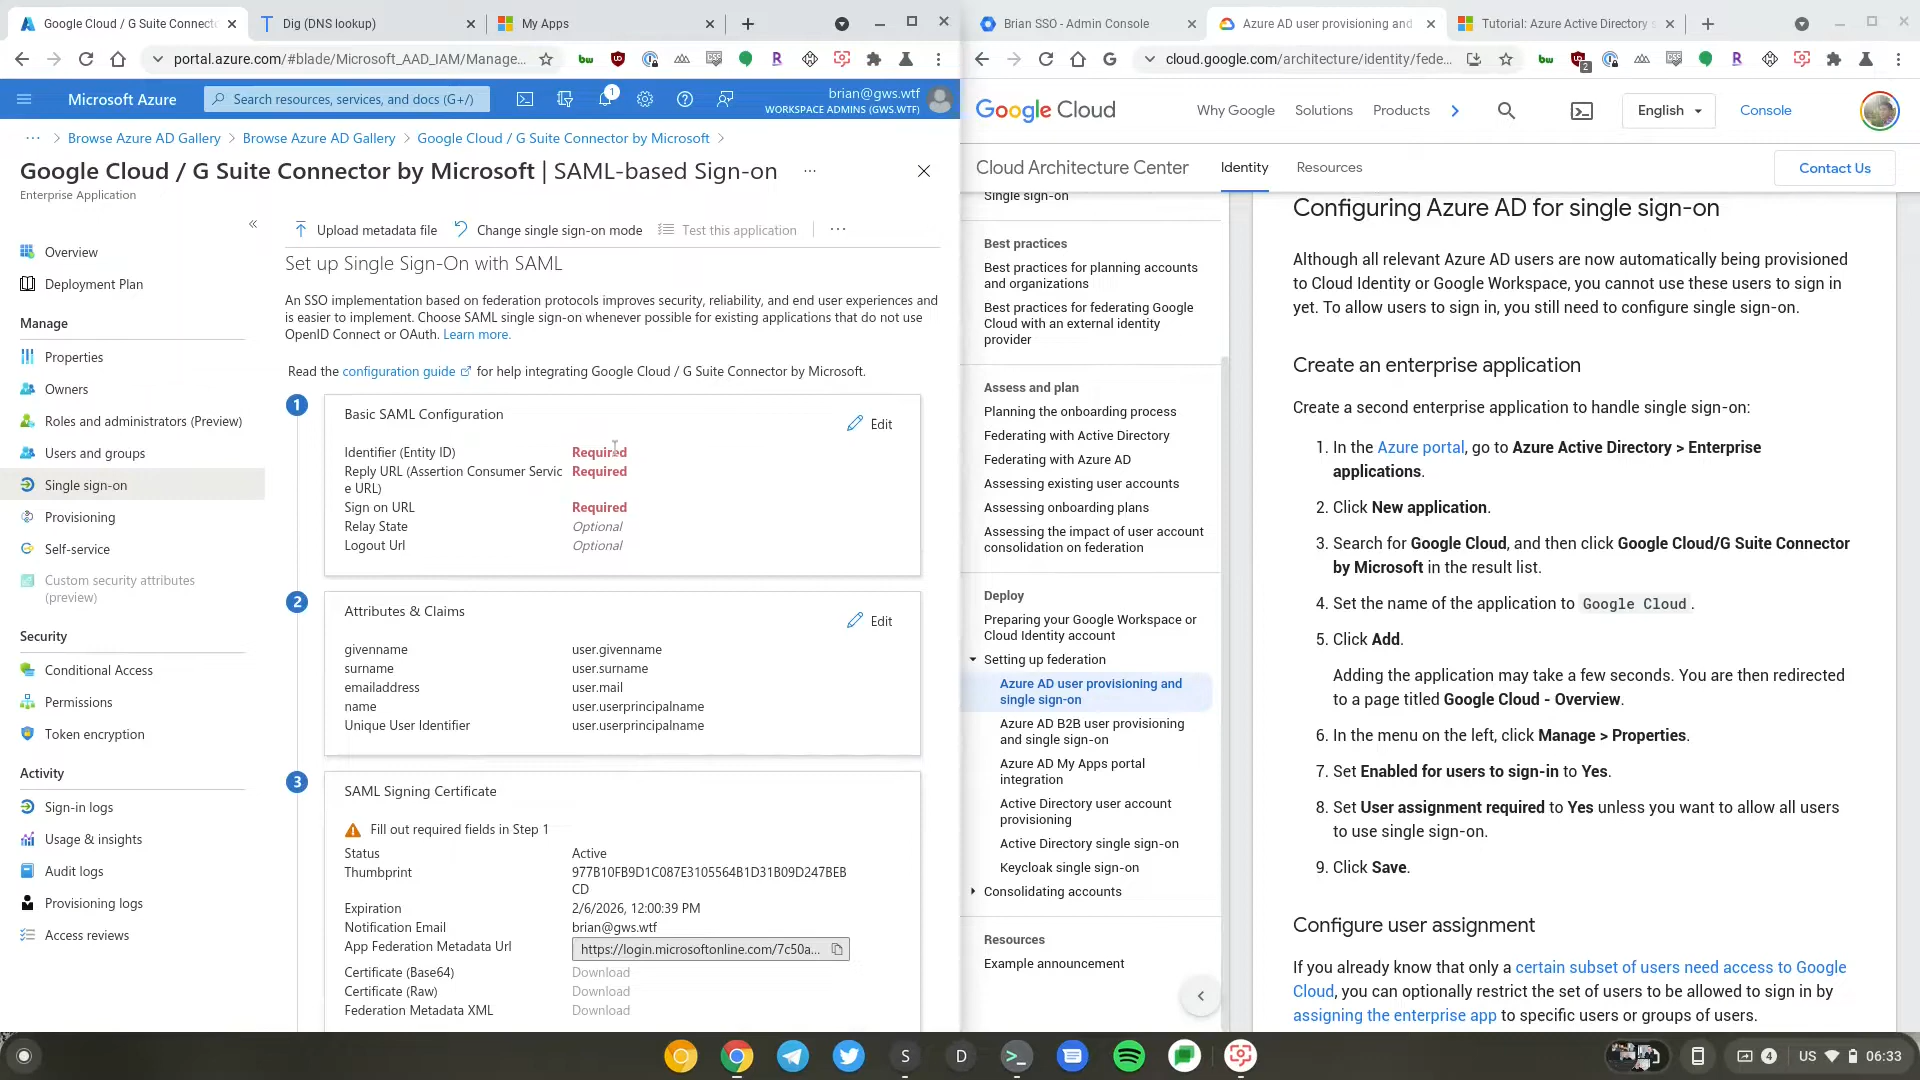 Google Cloud / G Suite Connecto
Dig (DNS lookup)
My Apps
Brian SSO - Admin Console
Azure AD user provisioning and
Tutorial: Azure Active Directory
portal.azure.com/#blade/Microsoft_AAD_IAM/Manage...
cloud.google.com/architecture/identity/fede...
Microsoft Azure
Search resources, services, and docs (G+/)
1
brian@gws.wtf
WORKSPACE ADMINS (GWS.WTF)
... > Browse Azure AD Gallery > Browse Azure AD Gallery > Google Cloud / G Suite Connector by Microsoft >
Google Cloud / G Suite Connector by Microsoft | SAML-based Sign-on ...
Enterprise Application
«
Overview
Deployment Plan
Manage
Properties
Owners
Roles and administrators (Preview)
Users and groups
Single sign-on
Provisioning
Self-service
Custom security attributes
(preview)
Security
Conditional Access
Permissions
Token encryption
Activity
Sign-in logs
Usage & insights
Audit logs
Provisioning logs
Access reviews
Upload metadata file
Change single sign-on mode
Test this application
...
Set up Single Sign-On with SAML
An SSO implementation based on federation protocols improves security, reliability, and end user experiences and
is easier to implement. Choose SAML single sign-on whenever possible for existing applications that do not use
OpenID Connect or OAuth. Learn more.
Read the configuration guide for help integrating Google Cloud / G Suite Connector by Microsoft.
1
Basic SAML Configuration
Edit
Identifier (Entity ID) Required
Reply URL (Assertion Consumer Servic Required
e URL)
Sign on URL Required
Relay State Optional
Logout Url Optional
2
Attributes & Claims
Edit
givenname user.givenname
surname user.surname
emailaddress user.mail
name user.userprincipalname
Unique User Identifier user.userprincipalname
3
SAML Signing Certificate
Fill out required fields in Step 1
Status Active
Thumbprint 977B10FB9D1C087E3105564B1D31B09D247BEB
CD
Expiration 2/6/2026, 12:00:39 PM
Notification Email brian@gws.wtf
App Federation Metadata Url https://login.microsoftonline.com/7c50a...
Certificate (Base64) Download
Certificate (Raw) Download
Federation Metadata XML Download
Google Cloud
Why Google
Solutions
Products
English
Console
Cloud Architecture Center
Identity
Resources
Contact Us
Single sign-on
Best practices
Best practices for planning accounts
and organizations
Best practices for federating Google
Cloud with an external identity
provider
Assess and plan
Planning the onboarding process
Federating with Active Directory
Federating with Azure AD
Assessing existing user accounts
Assessing onboarding plans
Assessing the impact of user account
consolidation on federation
Deploy
Preparing your Google Workspace or
Cloud Identity account
Setting up federation
Azure AD user provisioning and
single sign-on
Azure AD B2B user provisioning
and single sign-on
Azure AD My Apps portal
integration
Active Directory user account
provisioning
Active Directory single sign-on
Keycloak single sign-on
Consolidating accounts
Resources
Example announcement
Configuring Azure AD for single sign-on
Although all relevant Azure AD users are now automatically being provisioned
to Cloud Identity or Google Workspace, you cannot use these users to sign in
yet. To allow users to sign in, you still need to configure single sign-on.
Create an enterprise application
Create a second enterprise application to handle single sign-on:
1. In the Azure portal, go to Azure Active Directory > Enterprise
applications.
2. Click New application.
3. Search for Google Cloud, and then click Google Cloud/G Suite Connector
by Microsoft in the result list.
4. Set the name of the application to Google Cloud.
5. Click Add.
Adding the application may take a few seconds. You are then redirected
to a page titled Google Cloud - Overview.
6. In the menu on the left, click Manage > Properties.
7. Set Enabled for users to sign-in to Yes.
8. Set User assignment required to Yes unless you want to allow all users
to use single sign-on.
9. Click Save.
Configure user assignment
If you already know that only a certain subset of users need access to Google
Cloud, you can optionally restrict the set of users to be allowed to sign in by
assigning the enterprise app to specific users or groups of users.
S
D
4
US
06:33